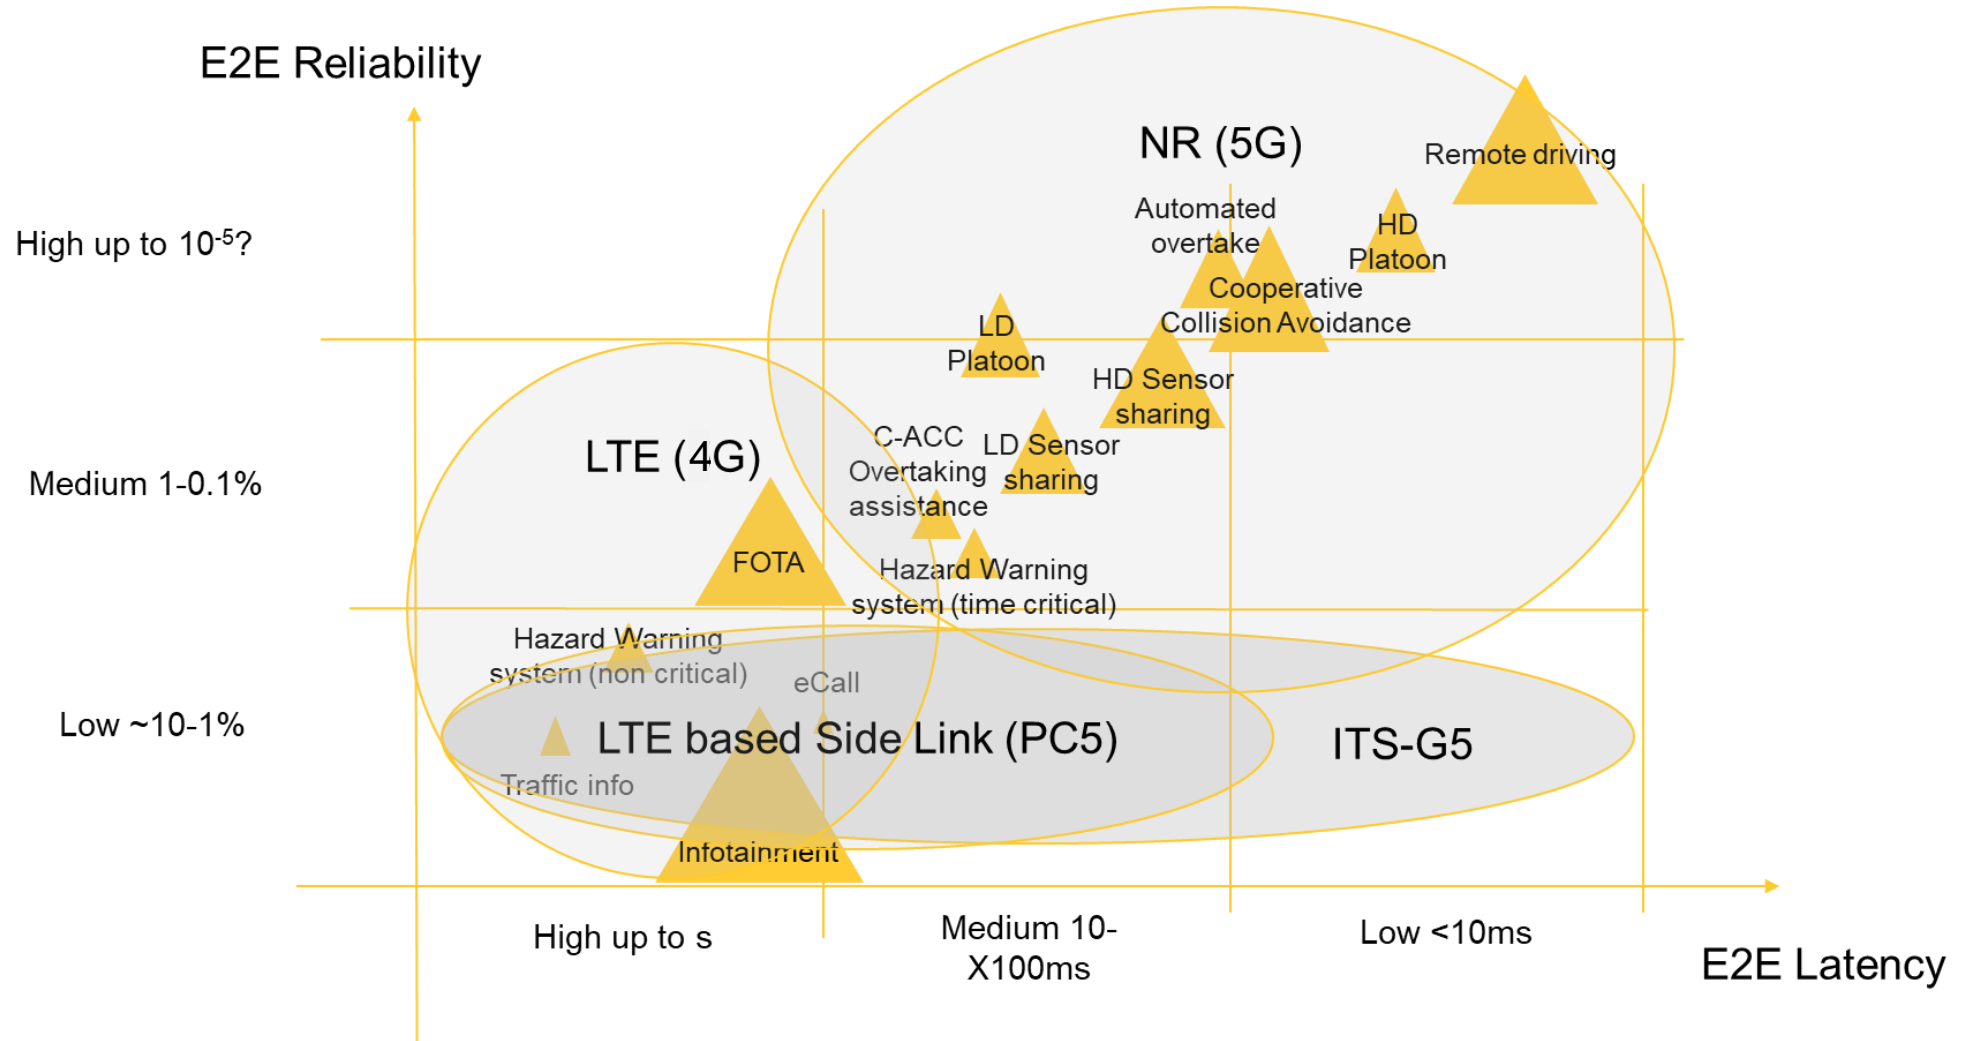 E2E Reliability
NR (5G)
Remote driving
Automated
overtake
HD
Platoon
High up to 10⁻⁵?
Cooperative
Collision Avoidance
LD
Platoon
HD Sensor
sharing
LTE (4G)
C-ACC
Overtaking
assistance
LD Sensor
sharing
Medium 1-0.1%
FOTA
Hazard Warning
system (time critical)
Hazard Warning
system (non critical)
eCall
Low ~10-1%
LTE based Side Link (PC5)
ITS-G5
Traffic info
Infotainment
High up to s
Medium 10-
X100ms
Low <10ms
E2E Latency